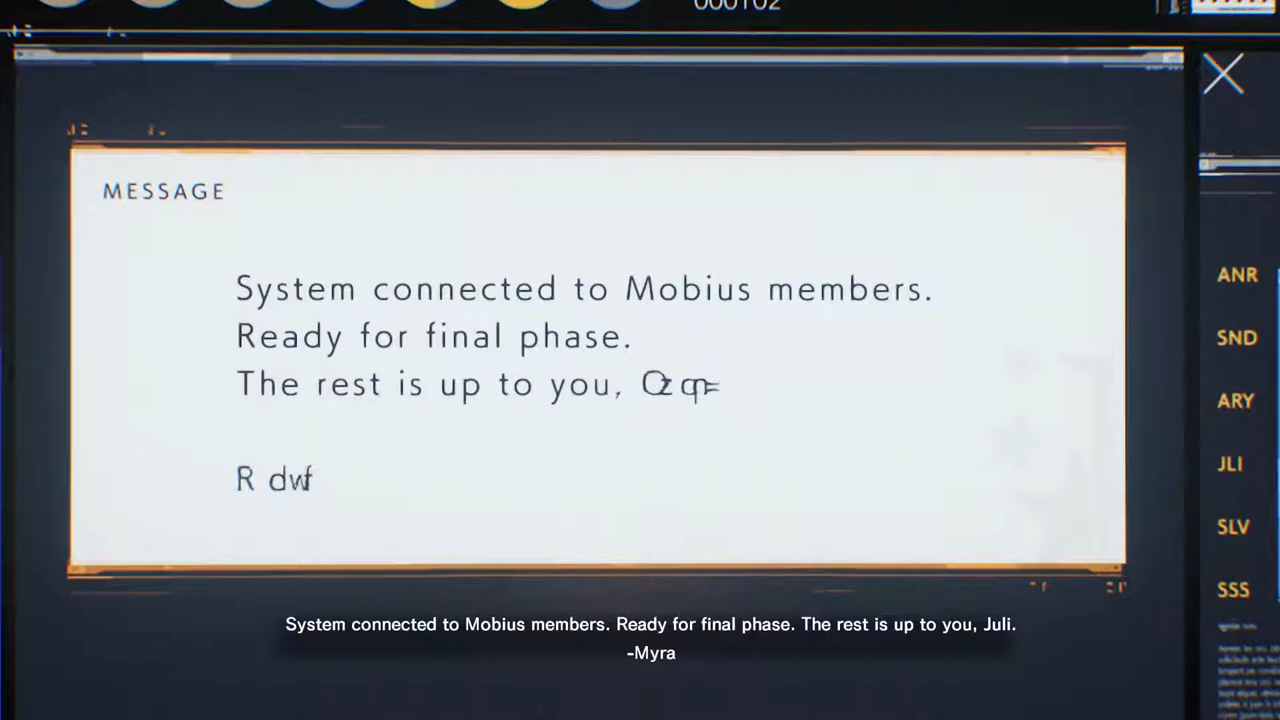 000102
MESSAGE
System connected to Mobius members.
Ready for final phase.
The rest is up to you,
ANR
SND
ARY
JLI
SLV
SSS
System connected to Mobius members. Ready for final phase. The rest is up to you, Juli.
-Myra